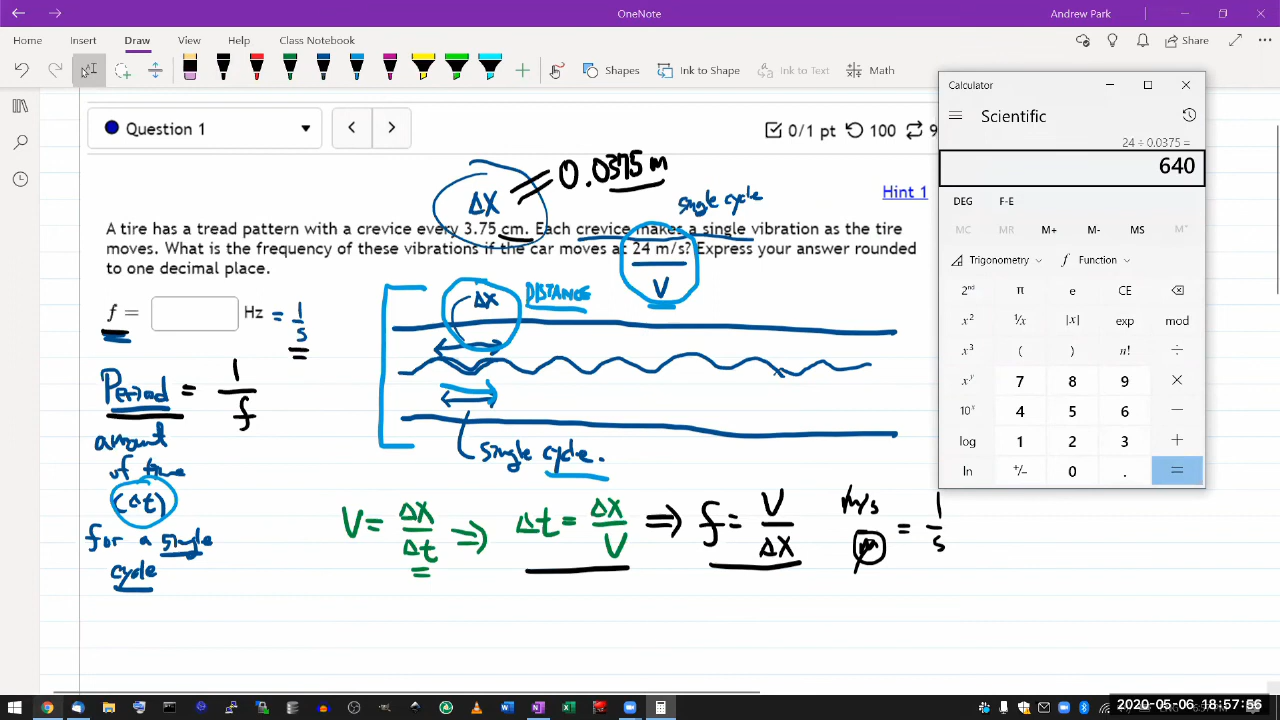 OneNote
Andrew Park
Home Insert Draw View Help Class Notebook
Share
Shapes Ink to Shape Ink to Text Math
Question 1
0/1 pt 100 9
Hint 1
ΔX = 0.0375 m
single cycle
A tire has a tread pattern with a crevice every 3.75 cm. Each crevice makes a single vibration as the tire
moves. What is the frequency of these vibrations if the car moves at 24 m/s? Express your answer rounded
to one decimal place.
V
f = Hz = 1/s
ΔX DISTANCE
Period = 1/f
amount
of time
(Δt)
for a single
cycle
single cycle.
V = ΔX/Δt ⇒ Δt = ΔX/V ⇒ f = V/ΔX m/s / m = 1/s
Calculator
Scientific
24 ÷ 0.0375 =
640
DEG F-E
MC MR M+ M- MS M˅
Trigonometry f Function
2ⁿᵈ π e CE
x² ¹/x |x| exp mod
x³ ( ) n! ÷
xʸ 7 8 9 ×
10ˣ 4 5 6 −
log 1 2 3 +
ln +/− 0 . =
2020-05-06 18:57:56